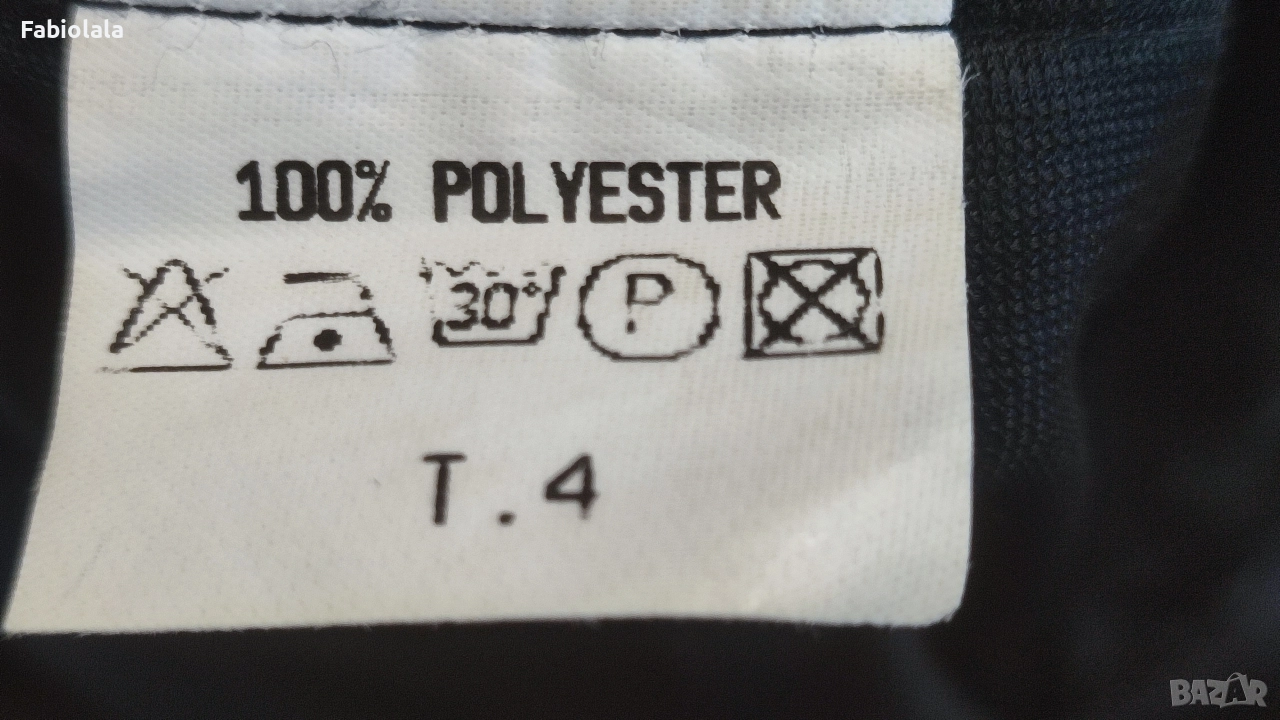 Fabiolala
100% POLYESTER
30°
P
T.4
BAZAR